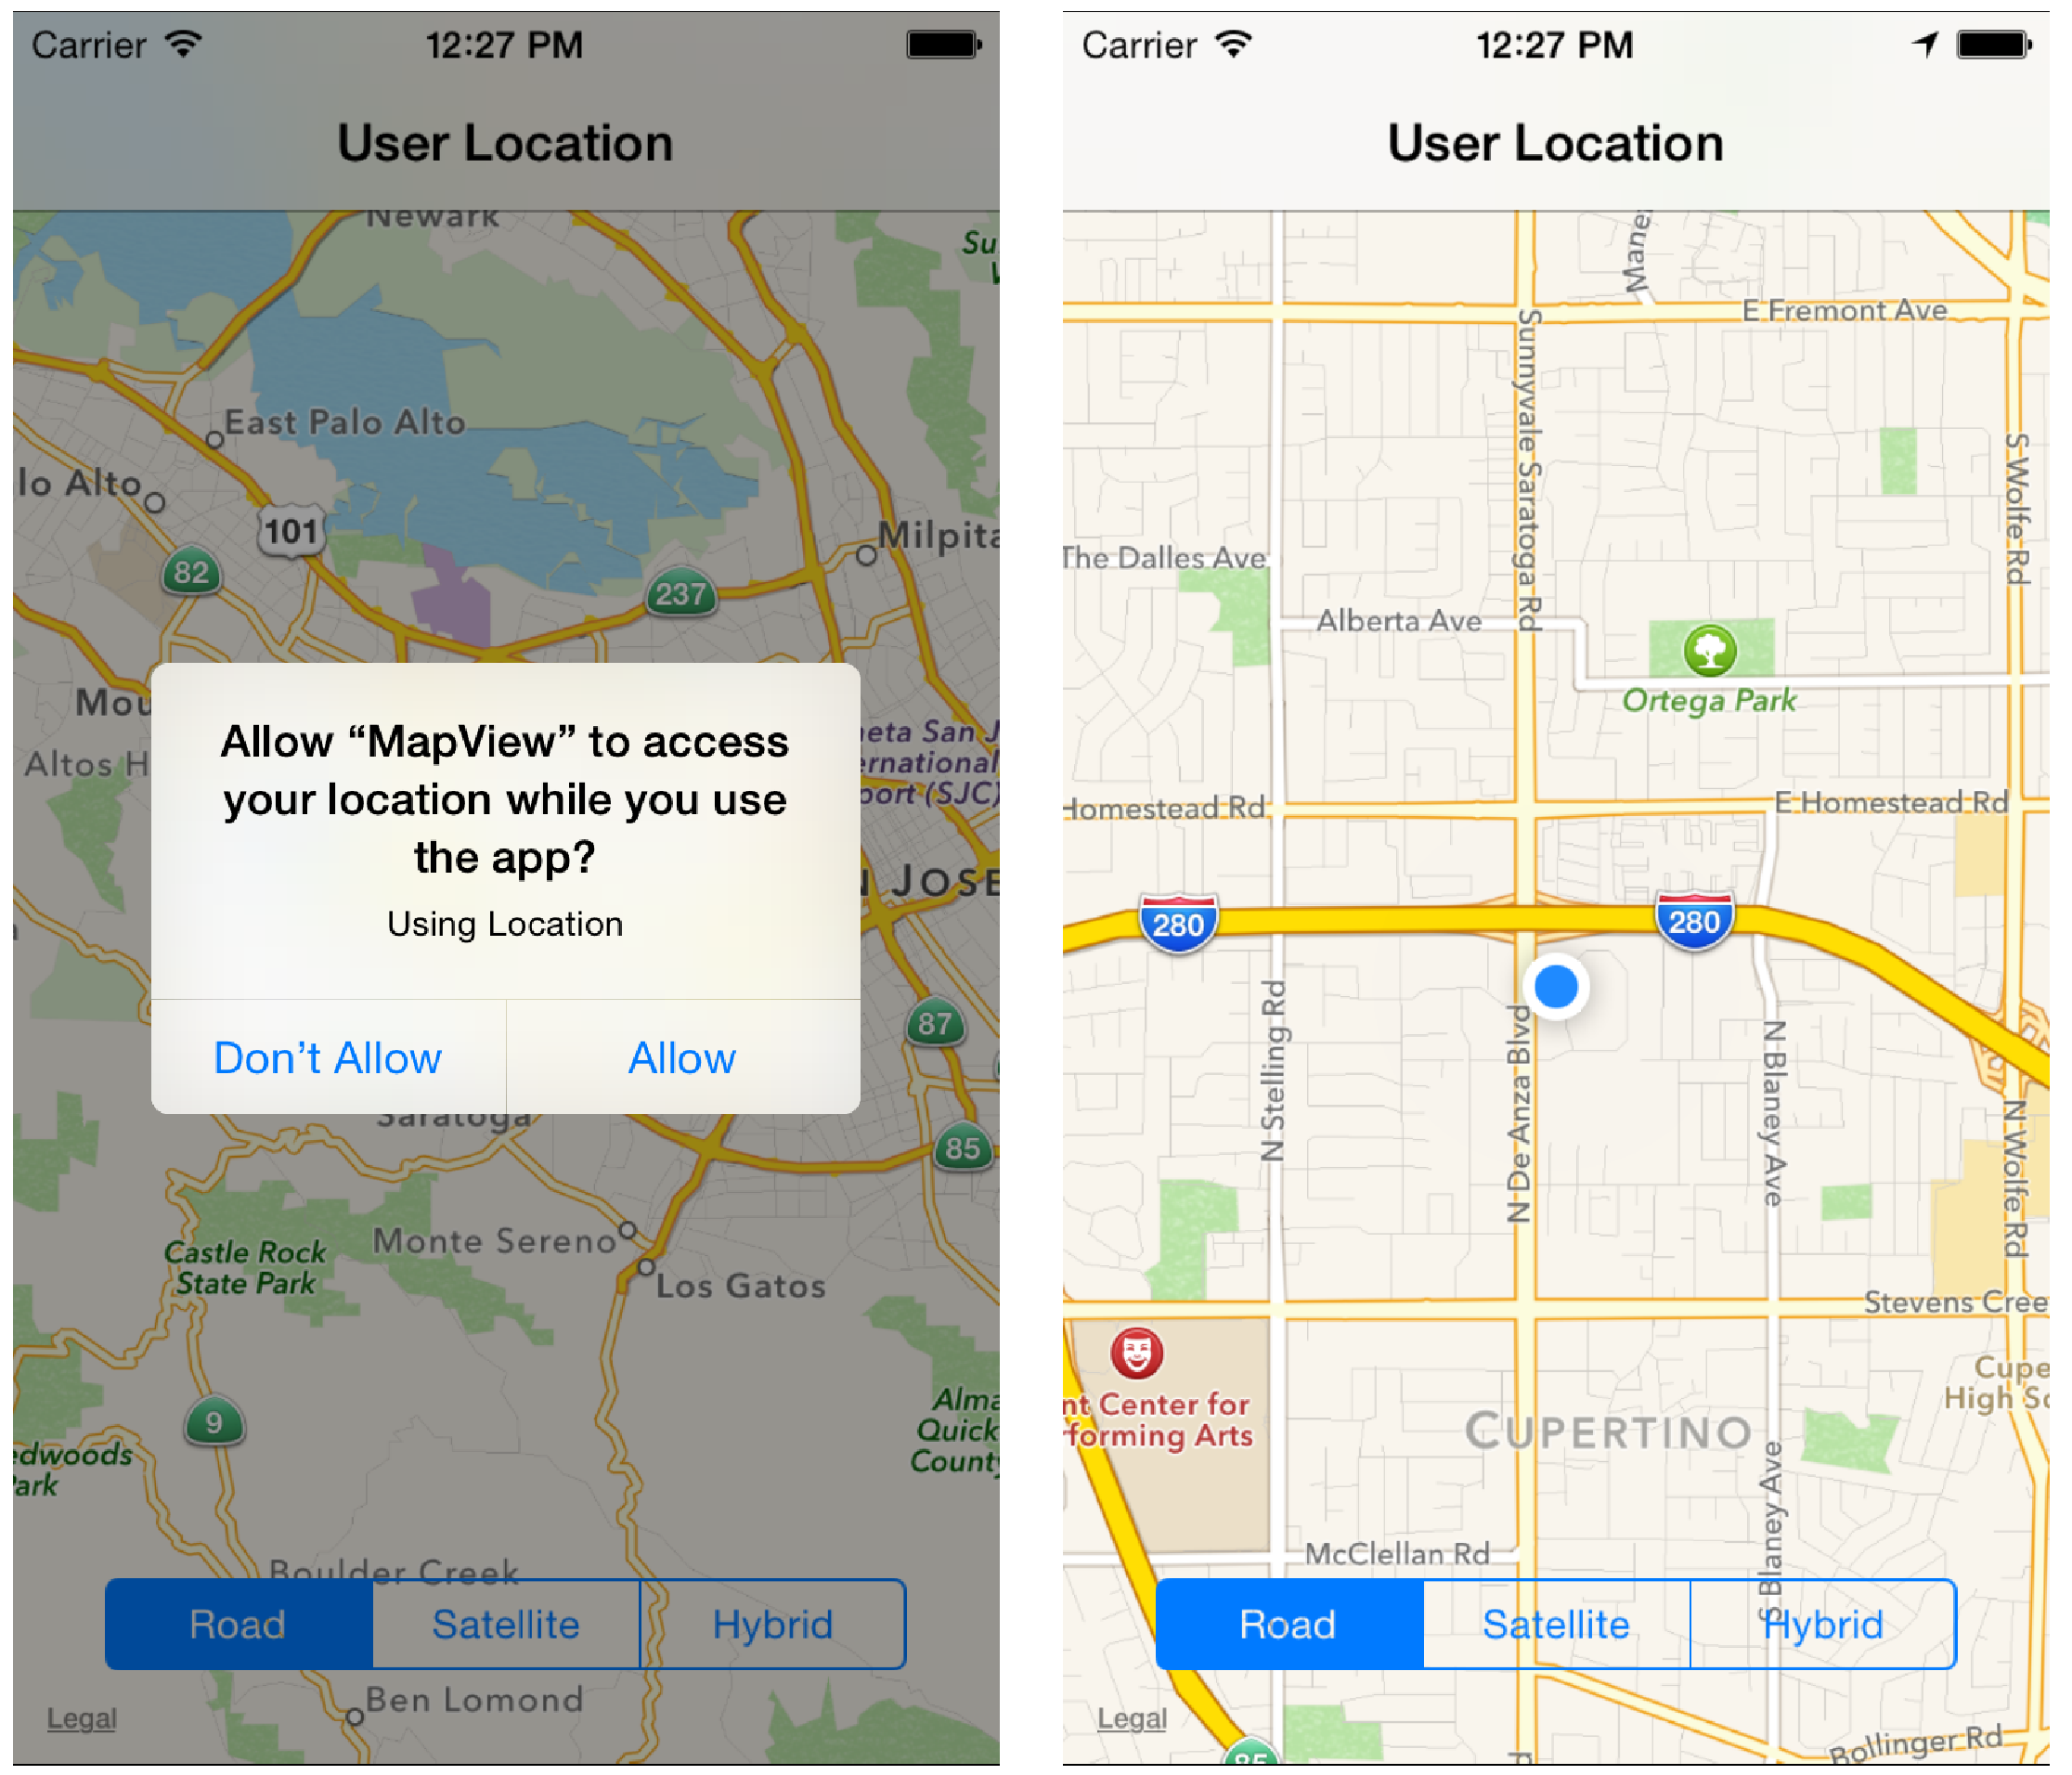 Carrier 12:27 PM
User Location
Newark
Su
East Palo Alto
lo Alto
101
Milpita
82
237
Mou
Allow “MapView” to access
your location while you use
the app?
Using Location
Don’t Allow Allow
neta San J
ernational
port (SJC)
Altos H
N JOSE
87
Saratoga
85
Monte Sereno
Castle Rock
State Park
Los Gatos
9
Alma
Quick
County
edwoods
Park
Boulder Creek
Road Satellite Hybrid
Ben Lomond
Legal
Carrier 12:27 PM
User Location
Mane
E Fremont Ave
Sunnyvale Saratoga Rd
S Wolfe Rd
The Dalles Ave
Alberta Ave
Ortega Park
Homestead Rd
E Homestead Rd
280
280
N Stelling Rd
N De Anza Blvd
N Blaney Ave
N Wolfe Rd
Stevens Cree
nt Center for
forming Arts
Cupe
High Sc
CUPERTINO
McClellan Rd
S Blaney Ave
Road Satellite Hybrid
Legal
85
Bollinger Rd